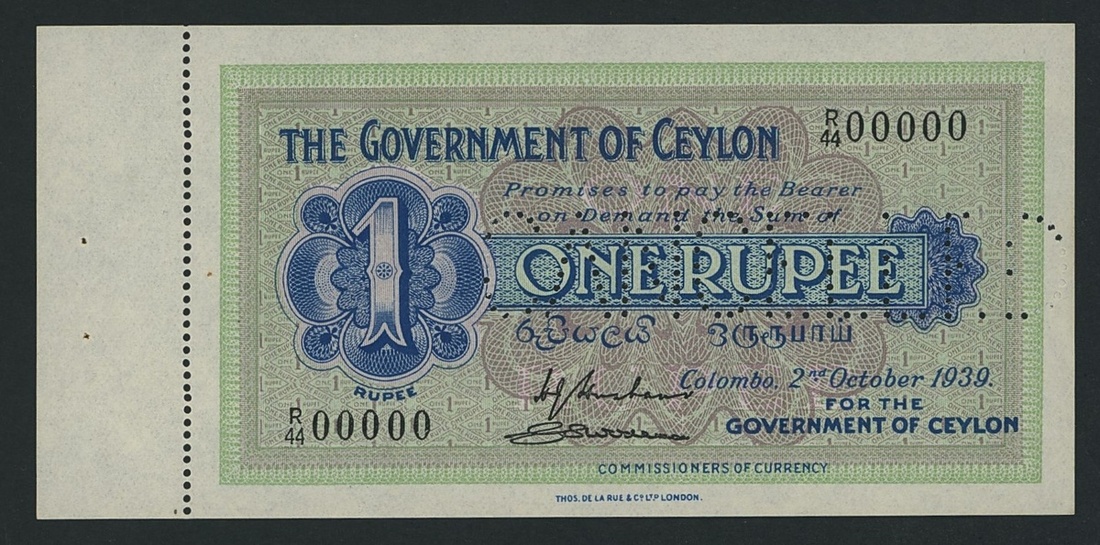 THE GOVERNMENT OF CEYLON
R/44 00000
Promises to pay the Bearer
on Demand the Sum of
1
ONE RUPEE
රුපියලයි ஒருரூபாய்
RUPEE
Colombo. 2nd October 1939.
FOR THE
GOVERNMENT OF CEYLON
R/44 00000
COMMISSIONERS OF CURRENCY
THOS. DE LA RUE & CO. LTD. LONDON.